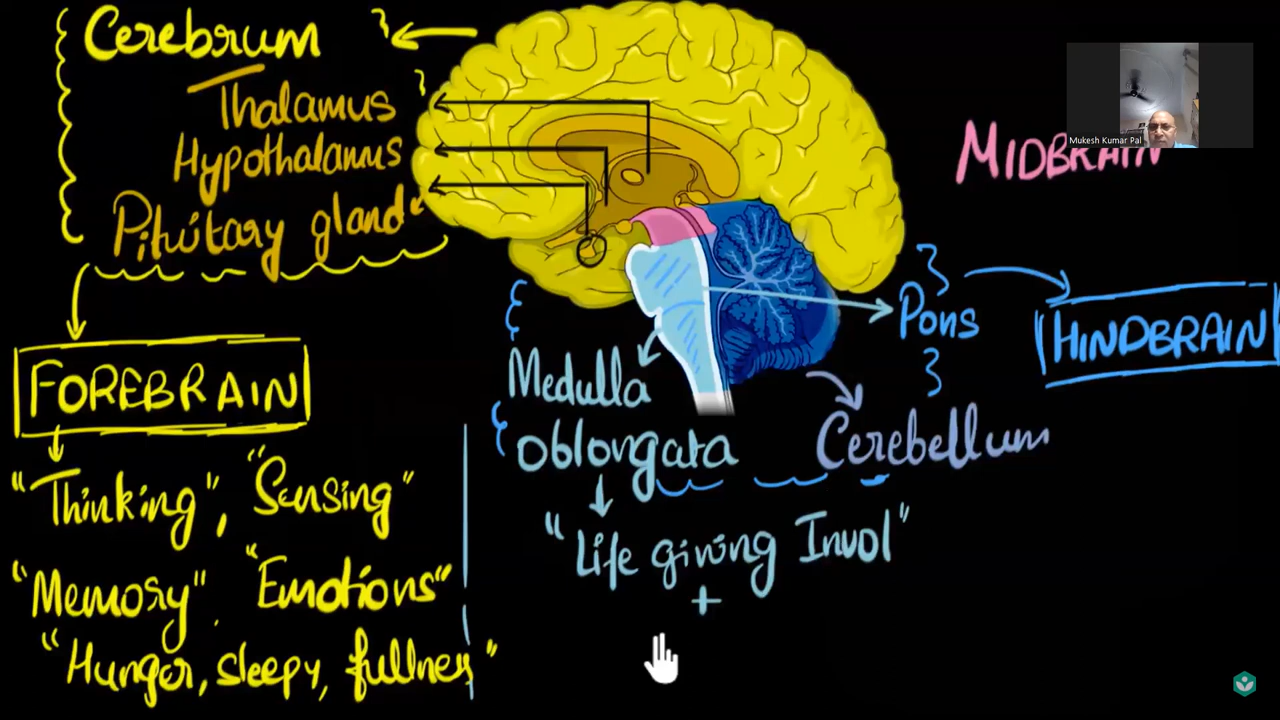 Cerebrum
Thalamus
Hypothalamus
Pituitary gland
FOREBRAIN
"Thinking", "Sensing"
"Memory", "Emotions"
"Hunger, sleepy, fullness"
Mukesh Kumar Pal
MIDBRAIN
Pons
HINDBRAIN
Medulla
oblongata
Cerebellum
"Life giving Invol"
+